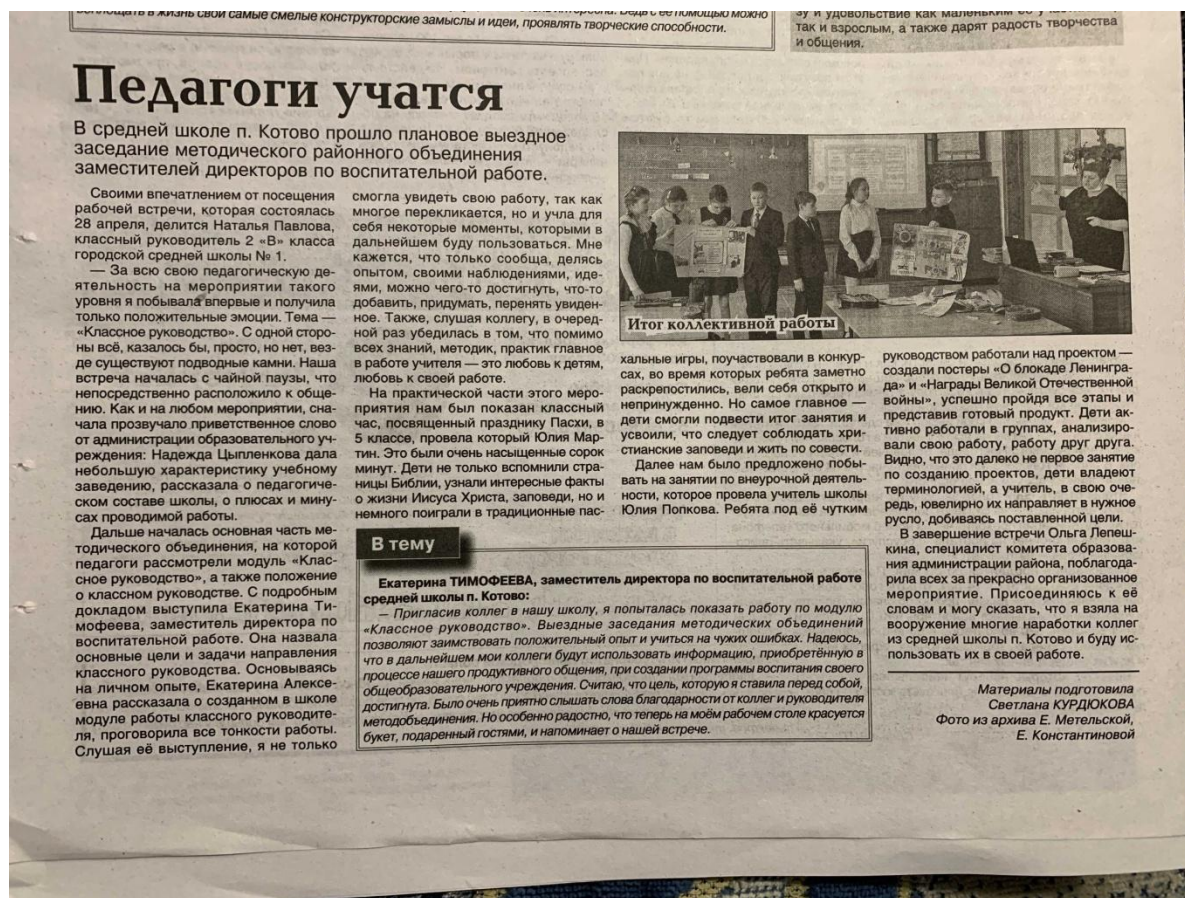 воплощать в жизнь свои самые смелые конструкторские замыслы и идеи, проявлять творческие способности.
зу и удовольствие как маленьким
так и взрослым, а также дарят радость творчества
и общения.
Педагоги учатся
В средней школе п. Котово прошло плановое выездное
заседание методического районного объединения
заместителей директоров по воспитательной работе.
Своими впечатлением от посещения
рабочей встречи, которая состоялась
28 апреля, делится Наталья Павлова,
классный руководитель 2 «В» класса
городской средней школы № 1.
— За всю свою педагогическую де-
ятельность на мероприятии такого
уровня я побывала впервые и получила
только положительные эмоции. Тема —
«Классное руководство». С одной сторо-
ны всё, казалось бы, просто, но нет, вез-
де существуют подводные камни. Наша
встреча началась с чайной паузы, что
непосредственно расположило к обще-
нию. Как и на любом мероприятии, сна-
чала прозвучало приветственное слово
от администрации образовательного уч-
реждения: Надежда Цыпленкова дала
небольшую характеристику учебному
заведению, рассказала о педагогиче-
ском составе школы, о плюсах и мину-
сах проводимой работы.
Дальше началась основная часть ме-
тодического объединения, на которой
педагоги рассмотрели модуль «Клас-
сное руководство», а также положение
о классном руководстве. С подробным
докладом выступила Екатерина Ти-
мофеева, заместитель директора по
воспитательной работе. Она назвала
основные цели и задачи направления
классного руководства. Основываясь
на личном опыте, Екатерина Алексе-
евна рассказала о созданном в школе
модуле работы классного руководите-
ля, проговорила все тонкости работы.
Слушая её выступление, я не только
смогла увидеть свою работу, так как
многое перекликается, но и учла для
себя некоторые моменты, которыми в
дальнейшем буду пользоваться. Мне
кажется, что только сообща, делясь
опытом, своими наблюдениями, иде-
ями, можно чего-то достигнуть, что-то
добавить, придумать, перенять увиден-
ное. Также, слушая коллегу, в очеред-
ной раз убедилась в том, что помимо
всех знаний, методик, практик главное
в работе учителя — это любовь к детям,
любовь к своей работе.
На практической части этого меро-
приятия нам был показан классный
час, посвященный празднику Пасхи, в
5 классе, провела который Юлия Мар-
тин. Это были очень насыщенные сорок
минут. Дети не только вспомнили стра-
ницы Библии, узнали интересные факты
о жизни Иисуса Христа, заповеди, но и
немного поиграли в традиционные пас-
Итог коллективной работы
хальные игры, поучаствовали в конкур-
сах, во время которых ребята заметно
раскрепостились, вели себя открыто и
непринужденно. Но самое главное —
дети смогли подвести итог занятия и
усвоили, что следует соблюдать хри-
стианские заповеди и жить по совести.
Далее нам было предложено побы-
вать на занятии по внеурочной деятель-
ности, которое провела учитель школы
Юлия Попкова. Ребята под её чутким
руководством работали над проектом —
создали постеры «О блокаде Ленингра-
да» и «Награды Великой Отечественной
войны», успешно пройдя все этапы и
представив готовый продукт. Дети ак-
тивно работали в группах, анализиро-
вали свою работу, работу друг друга.
Видно, что это далеко не первое занятие
по созданию проектов, дети владеют
терминологией, а учитель, в свою оче-
редь, ювелирно их направляет в нужное
русло, добиваясь поставленной цели.
В завершение встречи Ольга Лепеш-
кина, специалист комитета образова-
ния администрации района, поблагода-
рила всех за прекрасно организованное
мероприятие. Присоединяюсь к её
словам и могу сказать, что я взяла на
вооружение многие наработки коллег
из средней школы п. Котово и буду ис-
пользовать их в своей работе.
В тему
Екатерина ТИМОФЕЕВА, заместитель директора по воспитательной работе
средней школы п. Котово:
— Пригласив коллег в нашу школу, я попыталась показать работу по модулю
«Классное руководство». Выездные заседания методических объединений
позволяют заимствовать положительный опыт и учиться на чужих ошибках. Надеюсь,
что в дальнейшем мои коллеги будут использовать информацию, приобретённую в
процессе нашего продуктивного общения, при создании программы воспитания своего
общеобразовательного учреждения. Считаю, что цель, которую я ставила перед собой,
достигнута. Было очень приятно слышать слова благодарности от коллег и руководителя
методобъединения. Но особенно радостно, что теперь на моём рабочем столе красуется
букет, подаренный гостями, и напоминает о нашей встрече.
Материалы подготовила
Светлана КУРДЮКОВА
Фото из архива Е. Метельской,
Е. Константиновой